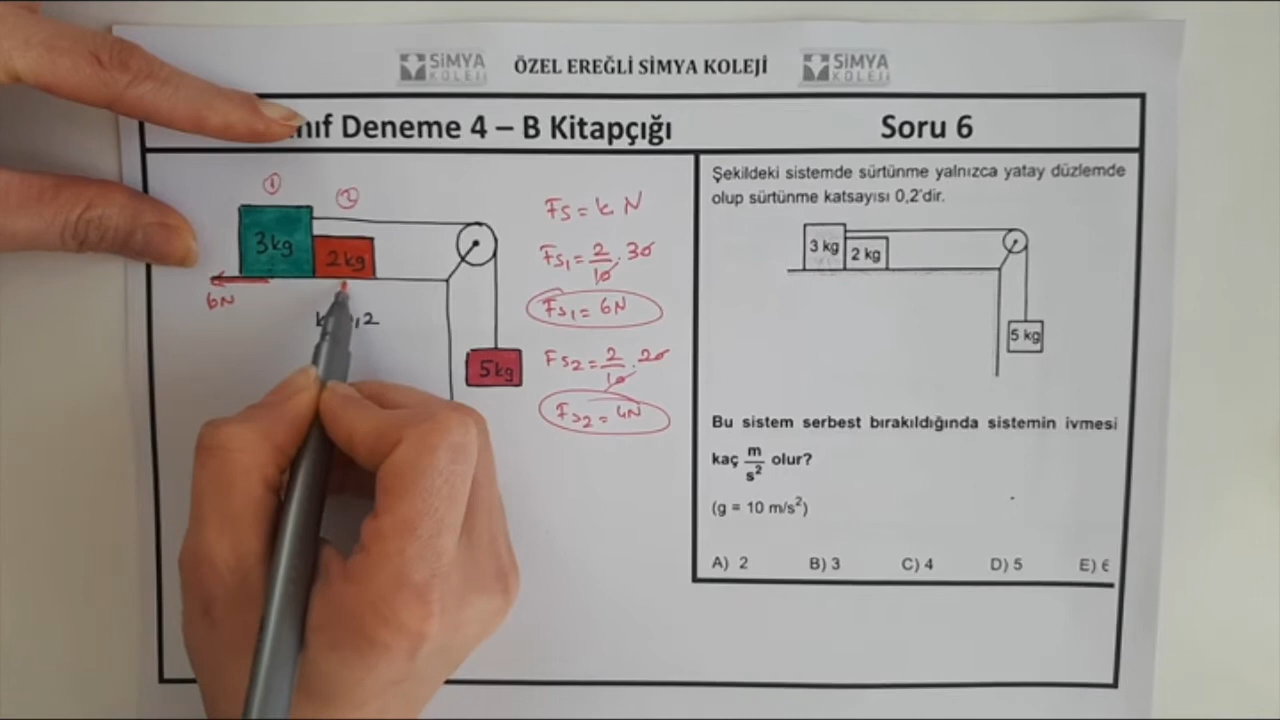 SİMYA
KOLEJİ
ÖZEL EREĞLİ SİMYA KOLEJİ
SİMYA
KOLEJİ
Deneme 4 – B Kitapçığı
Soru 6
①
②
3kg
2kg
6N
,2
5kg
Fs = k N
Fs₁ = 2/10 . 30
Fs₁ = 6N
Fs₂ = 2/10 . 20
Fs₂ = 4N
Şekildeki sistemde sürtünme yalnızca yatay düzlemde
olup sürtünme katsayısı 0,2'dir.
3 kg
2 kg
5 kg
Bu sistem serbest bırakıldığında sistemin ivmesi
kaç m/s² olur?
(g = 10 m/s²)
A) 2 B) 3 C) 4 D) 5 E) 6